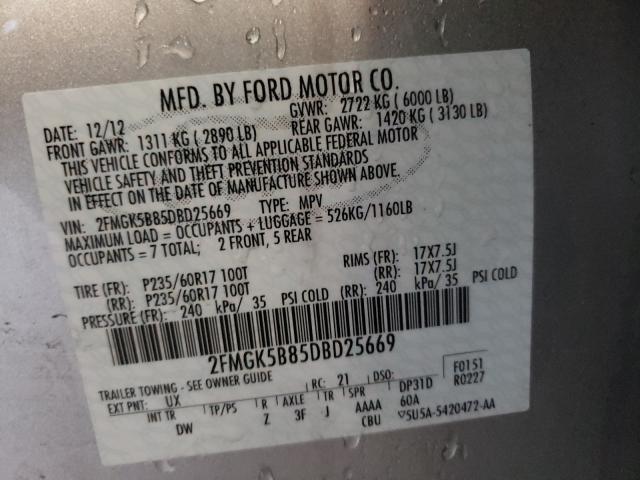 MFD. BY FORD MOTOR CO.
DATE: 12/12 GVWR: 2722 KG ( 6000 LB)
FRONT GAWR: 1311 KG ( 2890 LB) REAR GAWR: 1420 KG ( 3130 LB)
THIS VEHICLE CONFORMS TO ALL APPLICABLE FEDERAL MOTOR
VEHICLE SAFETY AND THEFT PREVENTION STANDARDS
IN EFFECT ON THE DATE OF MANUFACTURE SHOWN ABOVE.
VIN: 2FMGK5B85DBD25669 TYPE: MPV
MAXIMUM LOAD = OCCUPANTS + LUGGAGE = 526KG/1160LB
OCCUPANTS = 7 TOTAL; 2 FRONT, 5 REAR
TIRE (FR): P235/60R17 100T RIMS (FR): 17X7.5J
(RR): P235/60R17 100T (RR): 17X7.5J
PRESSURE (FR): 240 kPa/ 35 PSI COLD (RR): 240 kPa/ 35 PSI COLD
2FMGK5B85DBD25669
TRAILER TOWING - SEE OWNER GUIDE F0151
EXT PNT: UX RC: 21 DSO: DP31D R0227
INT TR TP/PS R AXLE TR SPR 60A
DW Z 3F J AAAA
CBU 5U5A-5420472-AA